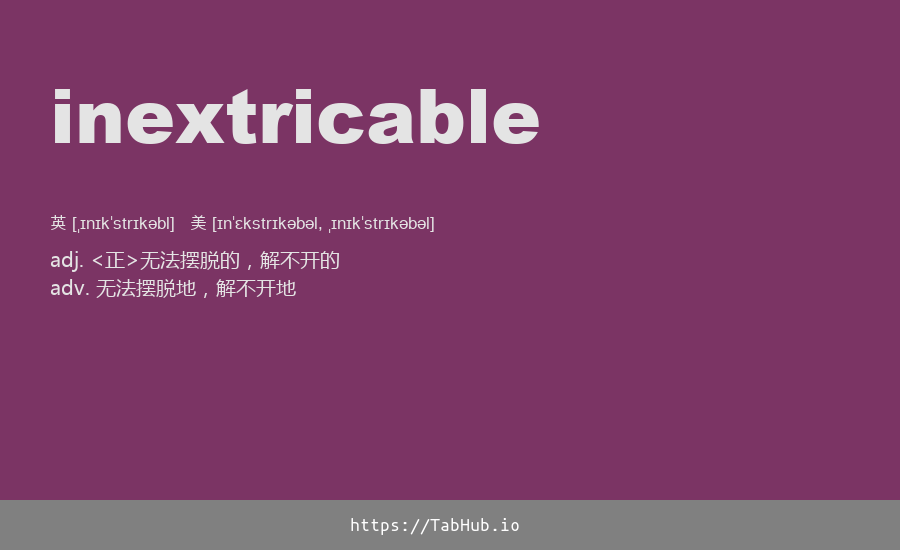 inextricable
英 [ˌɪnɪkˈstrɪkəbl] 美 [ɪnˈɛkstrɪkəbəl, ˌɪnɪkˈstrɪkəbəl]
adj. <正>无法摆脱的，解不开的
adv. 无法摆脱地，解不开地
https://TabHub.io